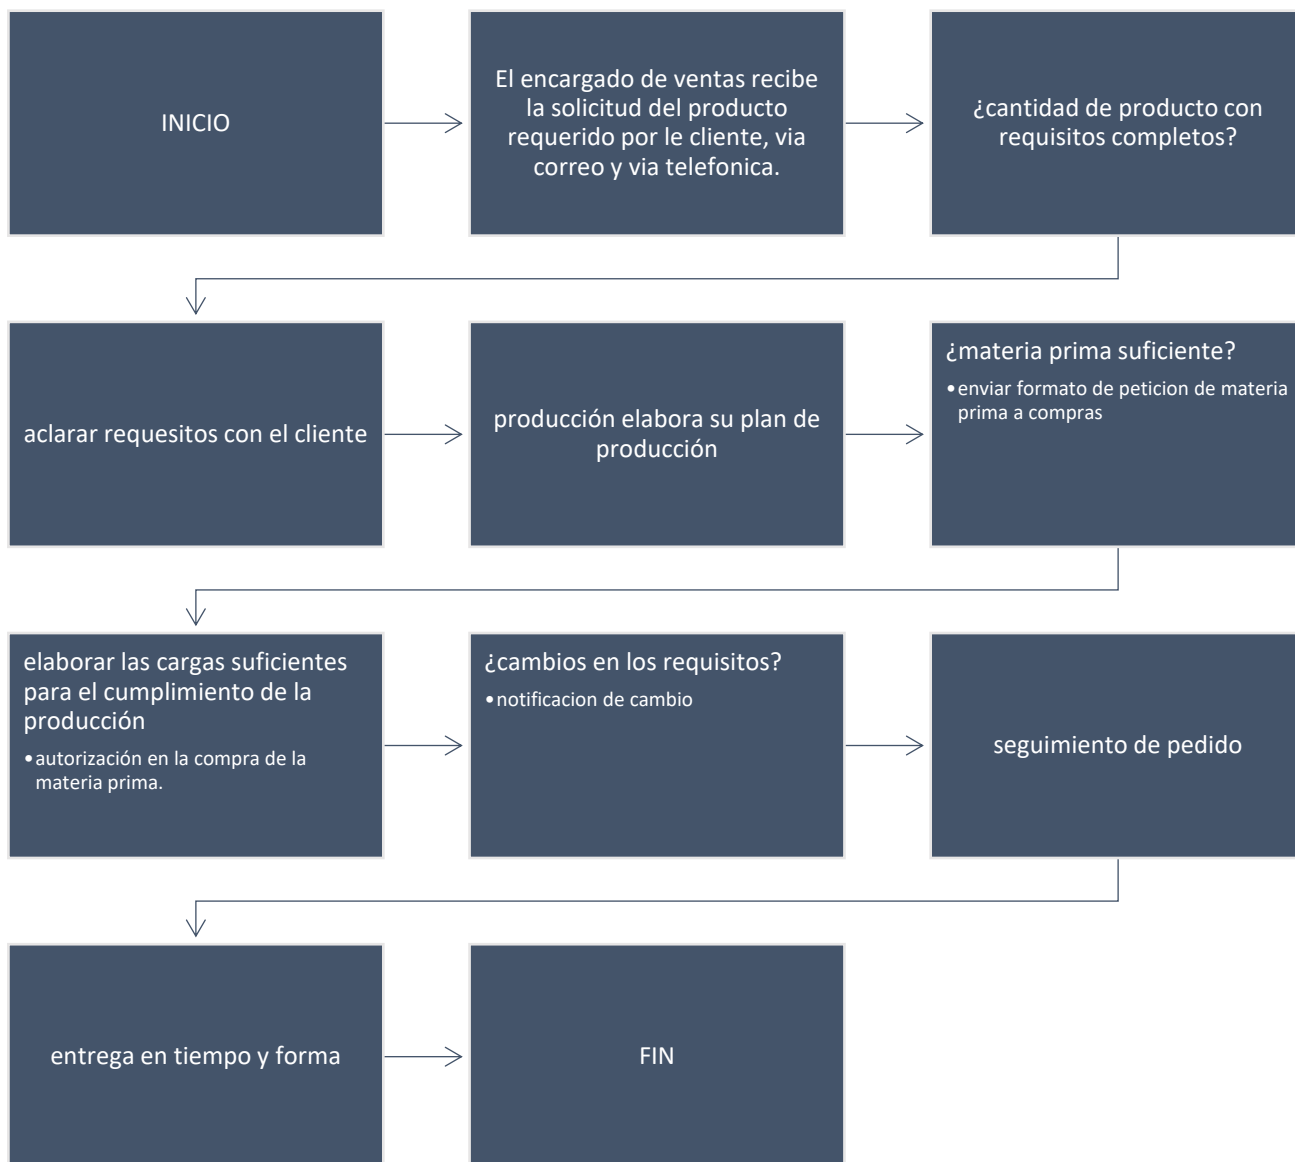 INICIO
El encargado de ventas recibe
la solicitud del producto
requerido por le cliente, via
correo y via telefonica.
¿cantidad de producto con
requisitos completos?
aclarar requesitos con el cliente
producción elabora su plan de
producción
¿materia prima suficiente?
•enviar formato de peticion de materia
prima a compras
elaborar las cargas suficientes
para el cumplimiento de la
producción
•autorización en la compra de la
materia prima.
¿cambios en los requisitos?
•notificacion de cambio
seguimiento de pedido
entrega en tiempo y forma
FIN